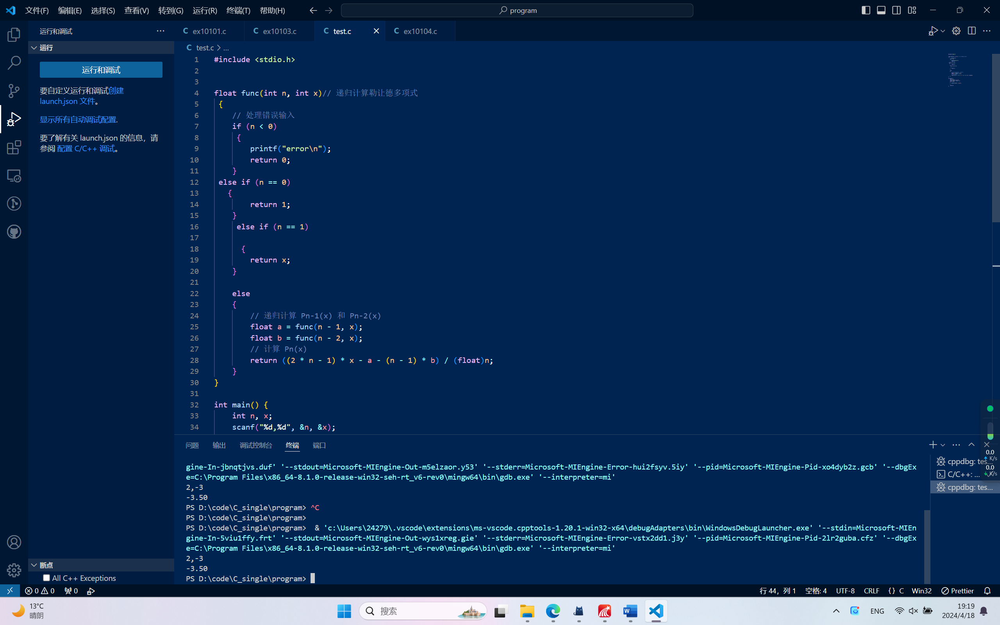 文件(F) 编辑(E) 选择(S) 查看(V) 转到(G) 运行(R) 终端(T) 帮助(H) program
运行和调试
运行
运行和调试
要自定义运行和调试创建
launch.json 文件。
显示所有自动调试配置.
要了解有关 launch.json 的信息，请
参阅 配置 C/C++ 调试。
断点
All C++ Exceptions
C ex10101.c C ex10103.c C test.c C ex10104.c
C test.c > ...
1 #include <stdio.h>
2
3
4 float func(int n, int x)// 递归计算勒让德多项式
5 {
6 // 处理错误输入
7 if (n < 0)
8 {
9 printf("error\n");
10 return 0;
11 }
12 else if (n == 0)
13 {
14 return 1;
15 }
16 else if (n == 1)
17
18 {
19 return x;
20 }
21
22 else
23 {
24 // 递归计算 Pn-1(x) 和 Pn-2(x)
25 float a = func(n - 1, x);
26 float b = func(n - 2, x);
27 // 计算 Pn(x)
28 return ((2 * n - 1) * x - a - (n - 1) * b) / (float)n;
29 }
30 }
31
32 int main() {
33 int n, x;
34 scanf("%d,%d", &n, &x);
问题 输出 调试控制台 终端 端口
gine-In-jbnqtjvs.duf' '--stdout=Microsoft-MIEngine-Out-m5elzaor.y53' '--stderr=Microsoft-MIEngine-Error-hui2fsyv.5iy' '--pid=Microsoft-MIEngine-Pid-xo4dyb2z.gcb' '--dbgEx
e=C:\Program Files\x86_64-8.1.0-release-win32-seh-rt_v6-rev0\mingw64\bin\gdb.exe' '--interpreter=mi'
2,-3
-3.50
PS D:\code\C_single\program> ^C
PS D:\code\C_single\program>
PS D:\code\C_single\program>  & 'c:\Users\24279\.vscode\extensions\ms-vscode.cpptools-1.20.1-win32-x64\debugAdapters\bin\WindowsDebugLauncher.exe' '--stdin=Microsoft-MIEn
gine-In-5viu1ffy.frt' '--stdout=Microsoft-MIEngine-Out-wys1xreg.gie' '--stderr=Microsoft-MIEngine-Error-vstx2dd1.j3y' '--pid=Microsoft-MIEngine-Pid-2lr2guba.cfz' '--dbgEx
e=C:\Program Files\x86_64-8.1.0-release-win32-seh-rt_v6-rev0\mingw64\bin\gdb.exe' '--interpreter=mi'
2,-3
-3.50
PS D:\code\C_single\program>
cppdbg: tes...
C/C++: ...
cppdbg: tes...
0.0
K/s
0.0
K/s
0 0 0 行 44，列 1 空格: 4 UTF-8 CRLF {} C Win32 Prettier
13°C
晴朗
搜索
W
ENG
19:19
2024/4/18